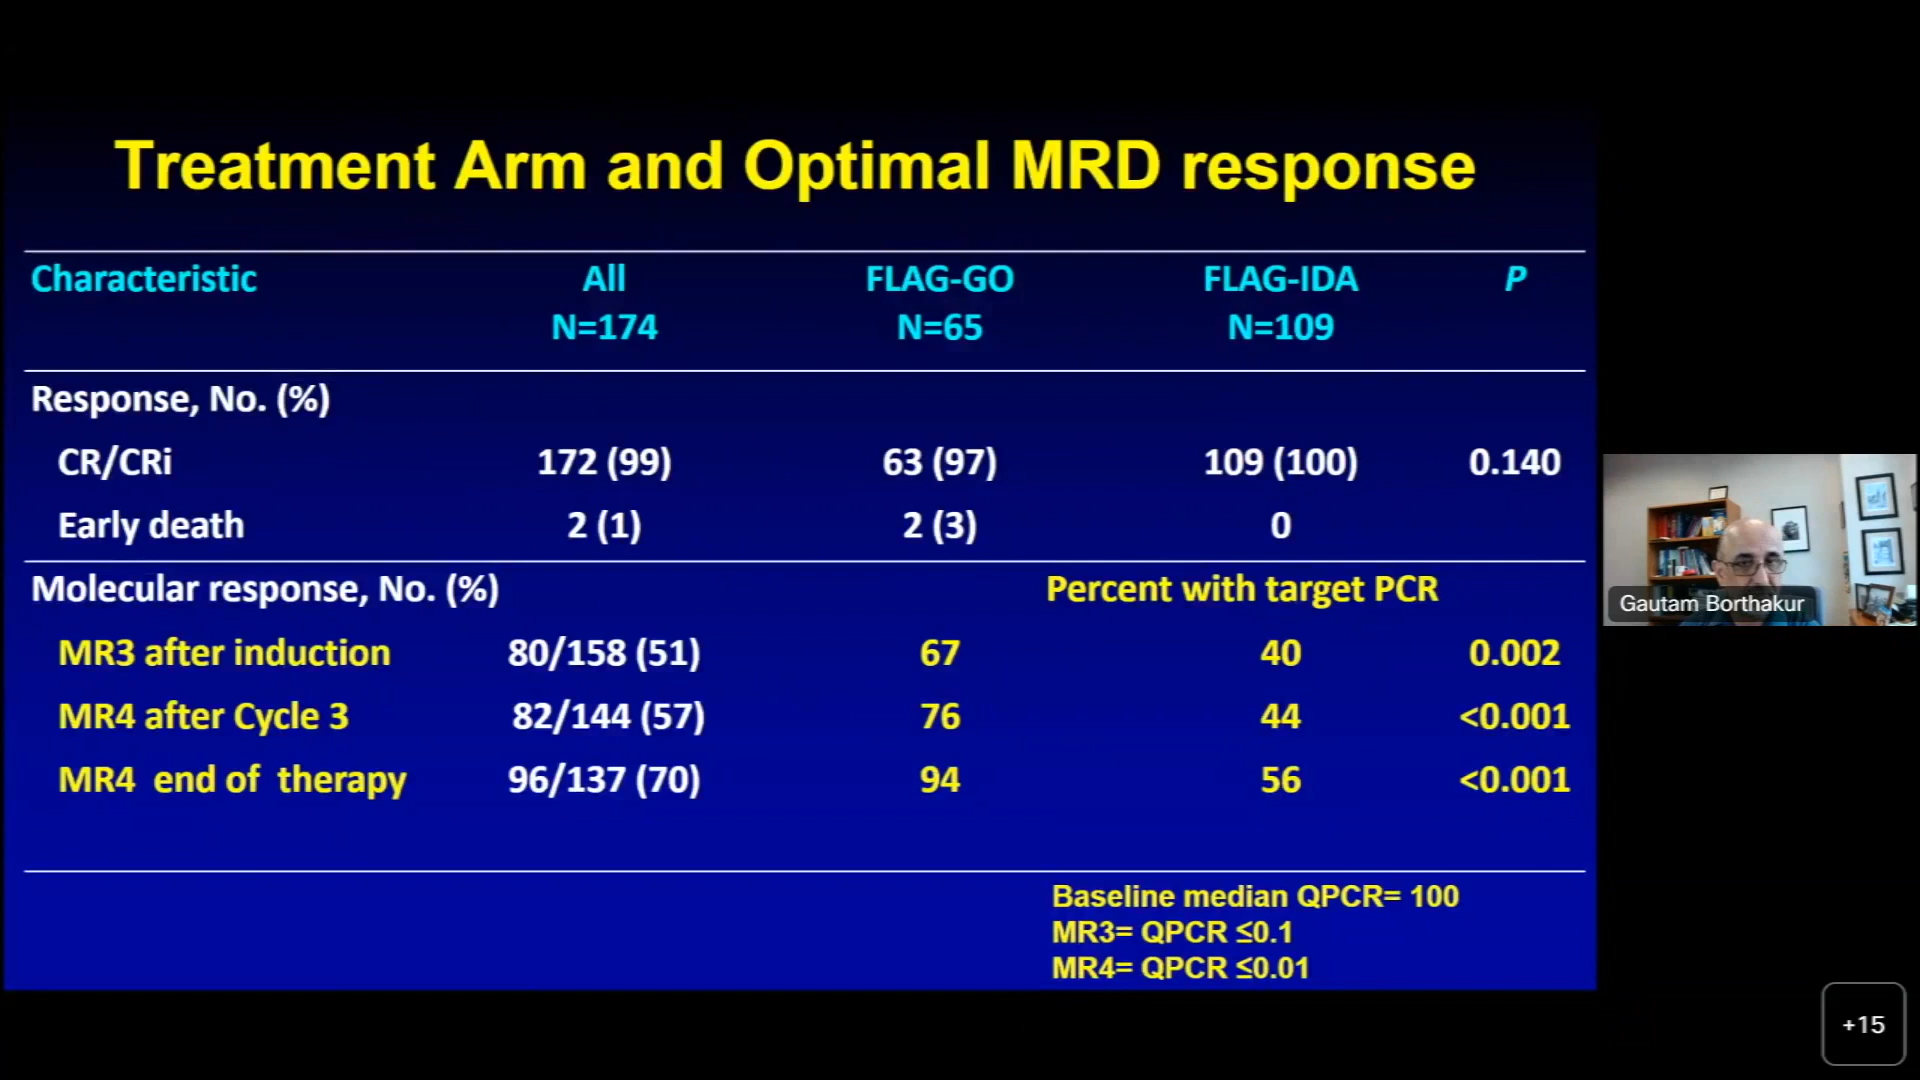 Treatment Arm and Optimal MRD response
Characteristic All FLAG-GO FLAG-IDA P
N=174 N=65 N=109
Response, No. (%)
CR/CRi 172 (99) 63 (97) 109 (100) 0.140
Early death 2 (1) 2 (3) 0
Molecular response, No. (%) Percent with target PCR
MR3 after induction 80/158 (51) 67 40 0.002
MR4 after Cycle 3 82/144 (57) 76 44 <0.001
MR4 end of therapy 96/137 (70) 94 56 <0.001
Baseline median QPCR= 100
MR3= QPCR ≤0.1
MR4= QPCR ≤0.01
Gautam Borthakur
+15